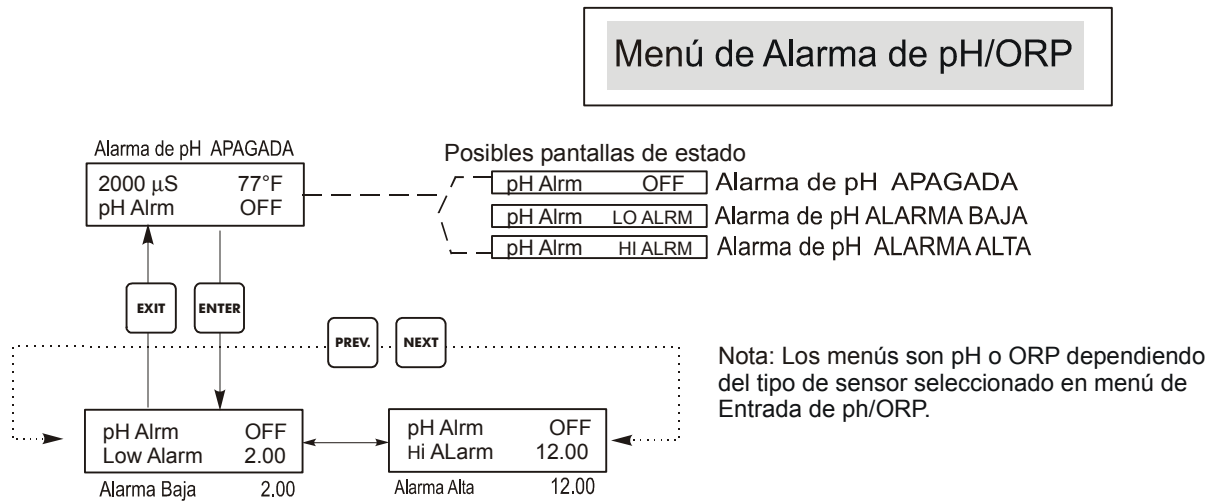 Menú de Alarma de pH/ORP
Alarma de pH APAGADA
2000 µS 77°F
pH Alrm OFF
Posibles pantallas de estado
pH Alrm OFF Alarma de pH APAGADA
pH Alrm LO ALRM Alarma de pH ALARMA BAJA
pH Alrm HI ALRM Alarma de pH ALARMA ALTA
EXIT ENTER
PREV. NEXT
Nota: Los menús son pH o ORP dependiendo
del tipo de sensor seleccionado en menú de
Entrada de ph/ORP.
pH Alrm OFF
Low Alarm 2.00
Alarma Baja 2.00
pH Alrm OFF
Hi ALarm 12.00
Alarma Alta 12.00